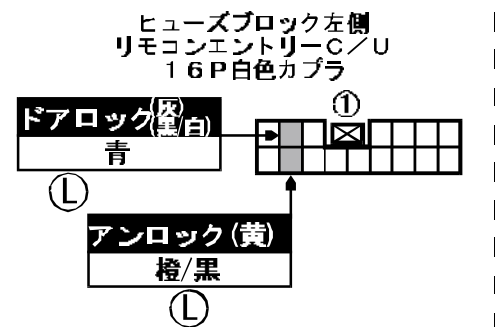 ヒューズブロック左側
リモコンエントリーC／U
16P白色カプラ
①
ドアロック(灰)
(黒/白)
青
Ⓛ
アンロック(黄)
橙/黒
Ⓛ